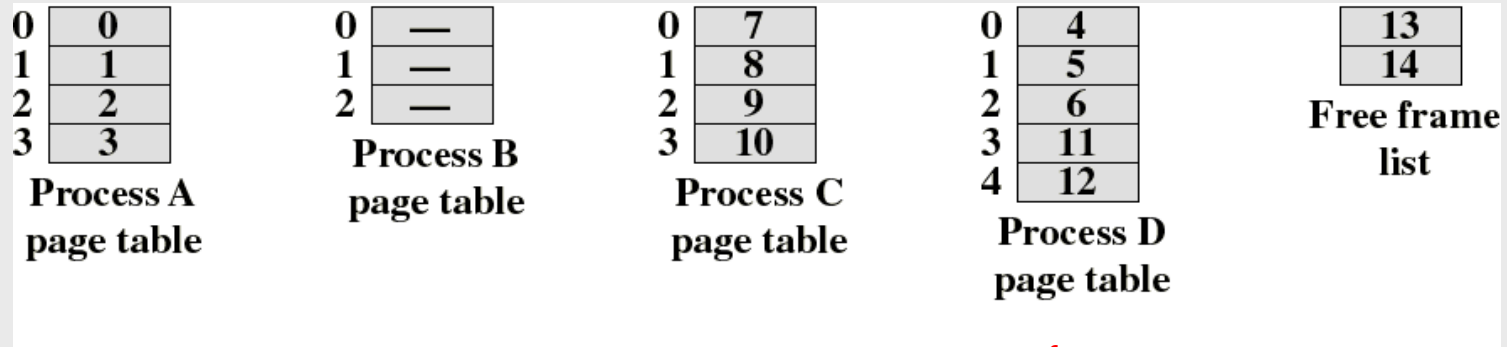 0 0
1 1
2 2
3 3
Process A
page table
0 —
1 —
2 —
Process B
page table
0 7
1 8
2 9
3 10
Process C
page table
0 4
1 5
2 6
3 11
4 12
Process D
page table
13
14
Free frame
list